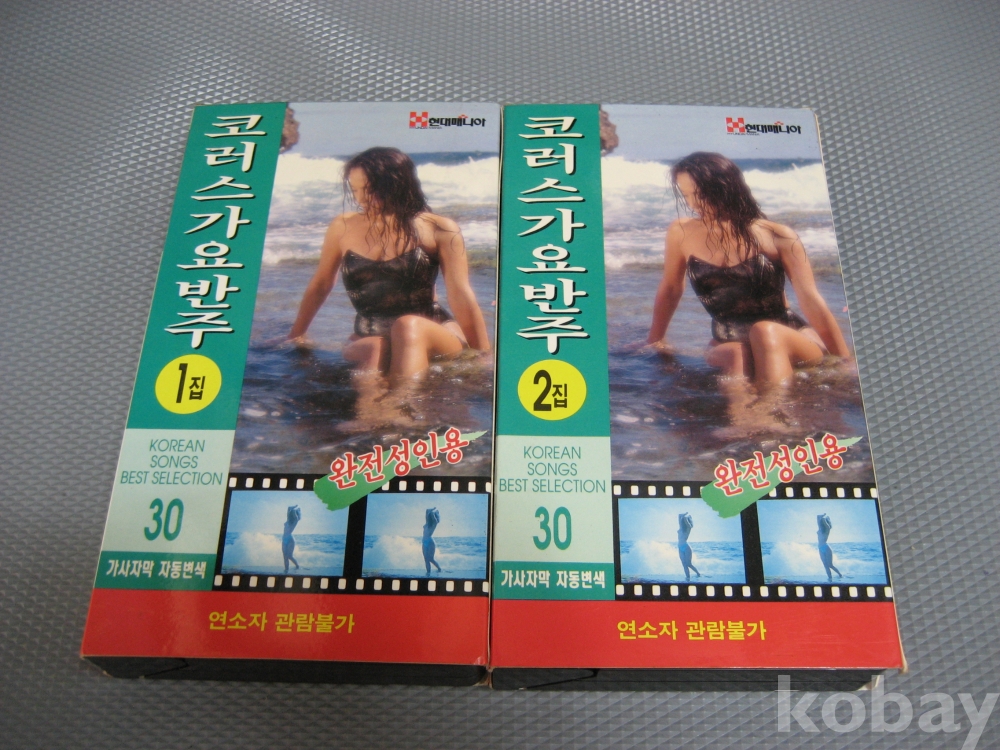 현대매니아
코러스가요반주
1집
KOREAN
SONGS
BEST SELECTION
30
가사자막 자동변색
완전성인용
연소자 관람불가
현대매니아
코러스가요반주
2집
KOREAN
SONGS
BEST SELECTION
30
가사자막 자동변색
완전성인용
연소자 관람불가
kobay